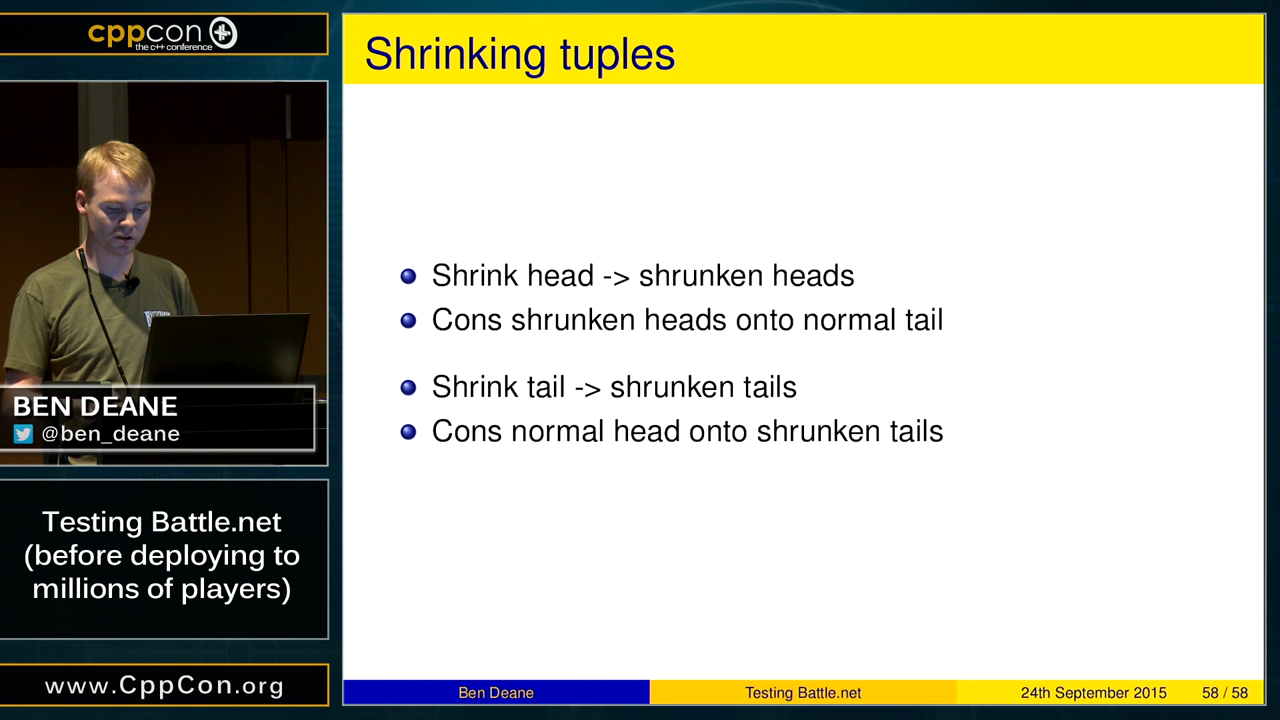 cppcon
the c++ conference
BEN DEANE
@ben_deane
Testing Battle.net
(before deploying to
millions of players)
www.CppCon.org
Shrinking tuples
Shrink head -> shrunken heads
Cons shrunken heads onto normal tail
Shrink tail -> shrunken tails
Cons normal head onto shrunken tails
Ben Deane
Testing Battle.net
24th September 2015
58 / 58